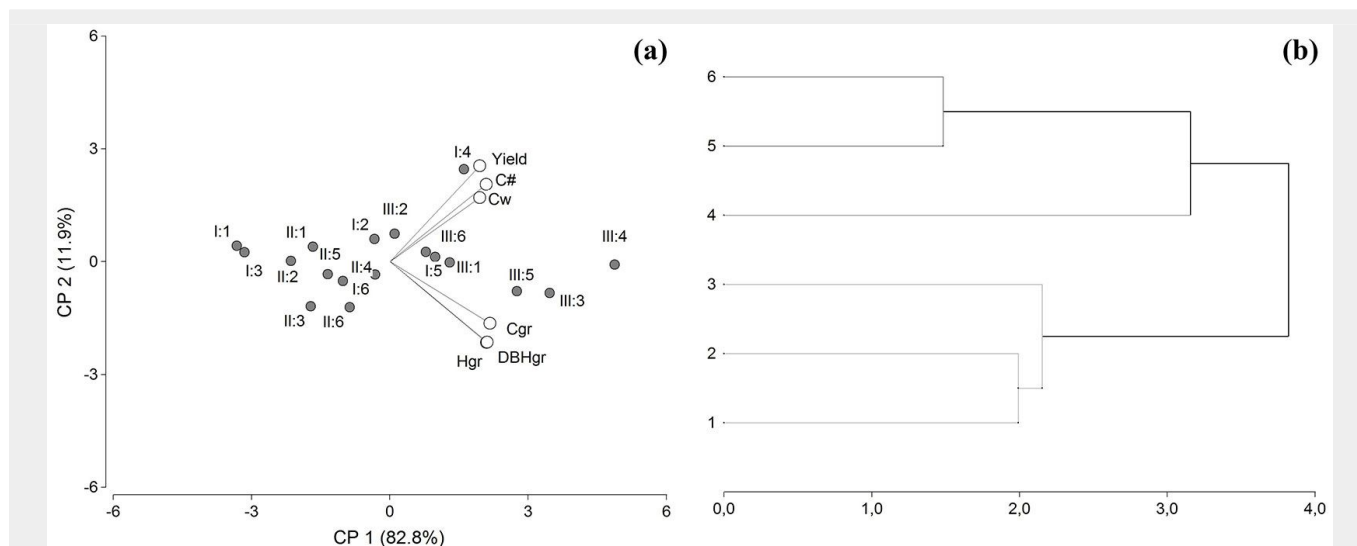 (a)
6
3
0
-3
-6
CP 2 (11.9%)
I:4
Yield
C#
Cw
III:2
I:2
II:1
I:1
III:6
III:4
II:5
I:3
II:2
II:4
I:5
III:1
III:5
I:6
III:3
II:3
II:6
Cgr
Hgr
DBHgr
-6
-3
0
3
6
CP 1 (82.8%)
(b)
6
5
4
3
2
1
0,0
1,0
2,0
3,0
4,0